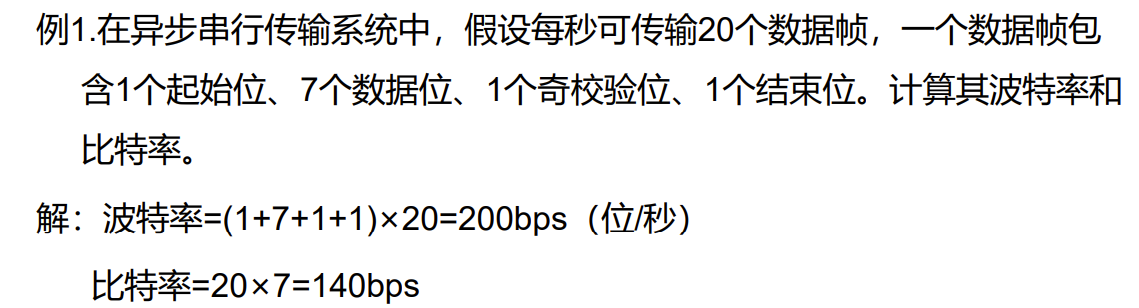 例1.在异步串行传输系统中，假设每秒可传输20个数据帧，一个数据帧包
含1个起始位、7个数据位、1个奇校验位、1个结束位。计算其波特率和
比特率。
解：波特率=(1+7+1+1)×20=200bps（位/秒）
比特率=20×7=140bps